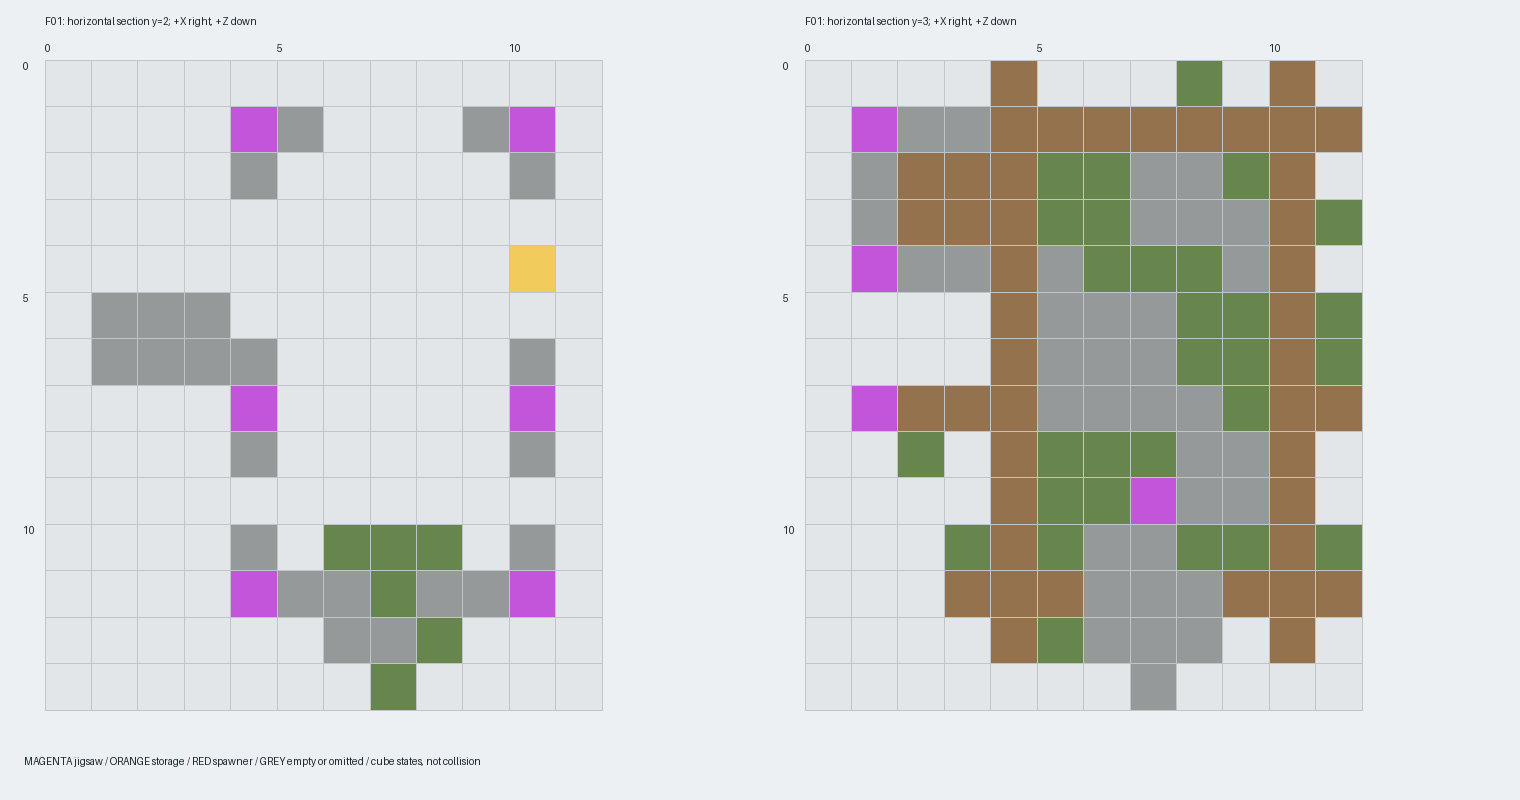 F01: horizontal section y=2; +X right, +Z down
F01: horizontal section y=3; +X right, +Z down
0 5 10
0 5 10
0
0
5
5
10
10
MAGENTA jigsaw / ORANGE storage / RED spawner / GREY empty or omitted / cube states, not collision